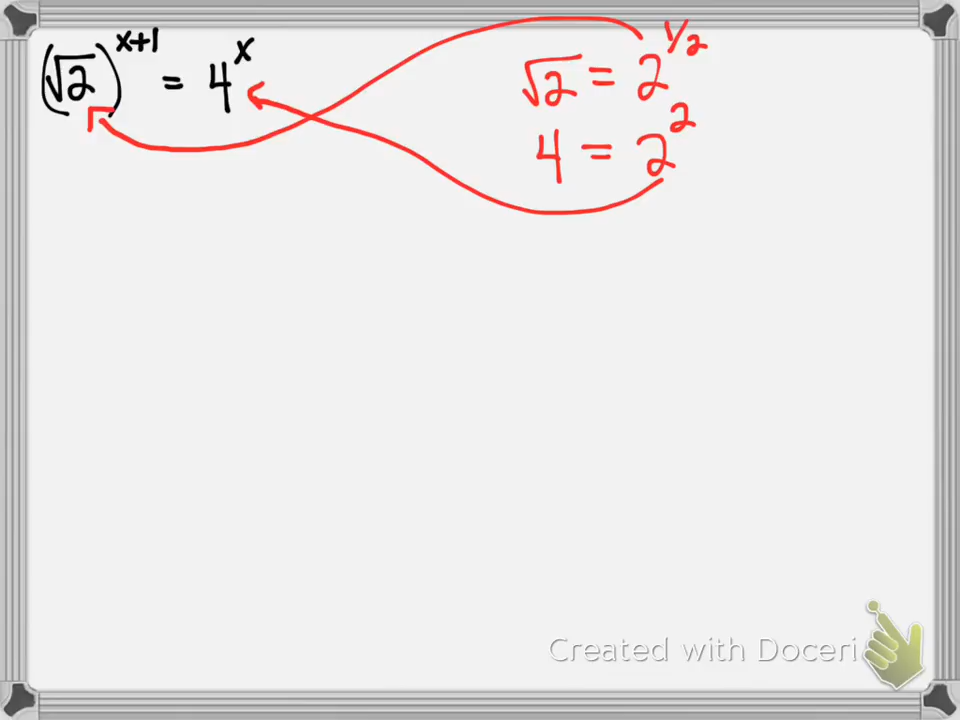 (√2)^(x+1) = 4^x
√2 = 2^(1/2)
4 = 2^2
Created with Doceri